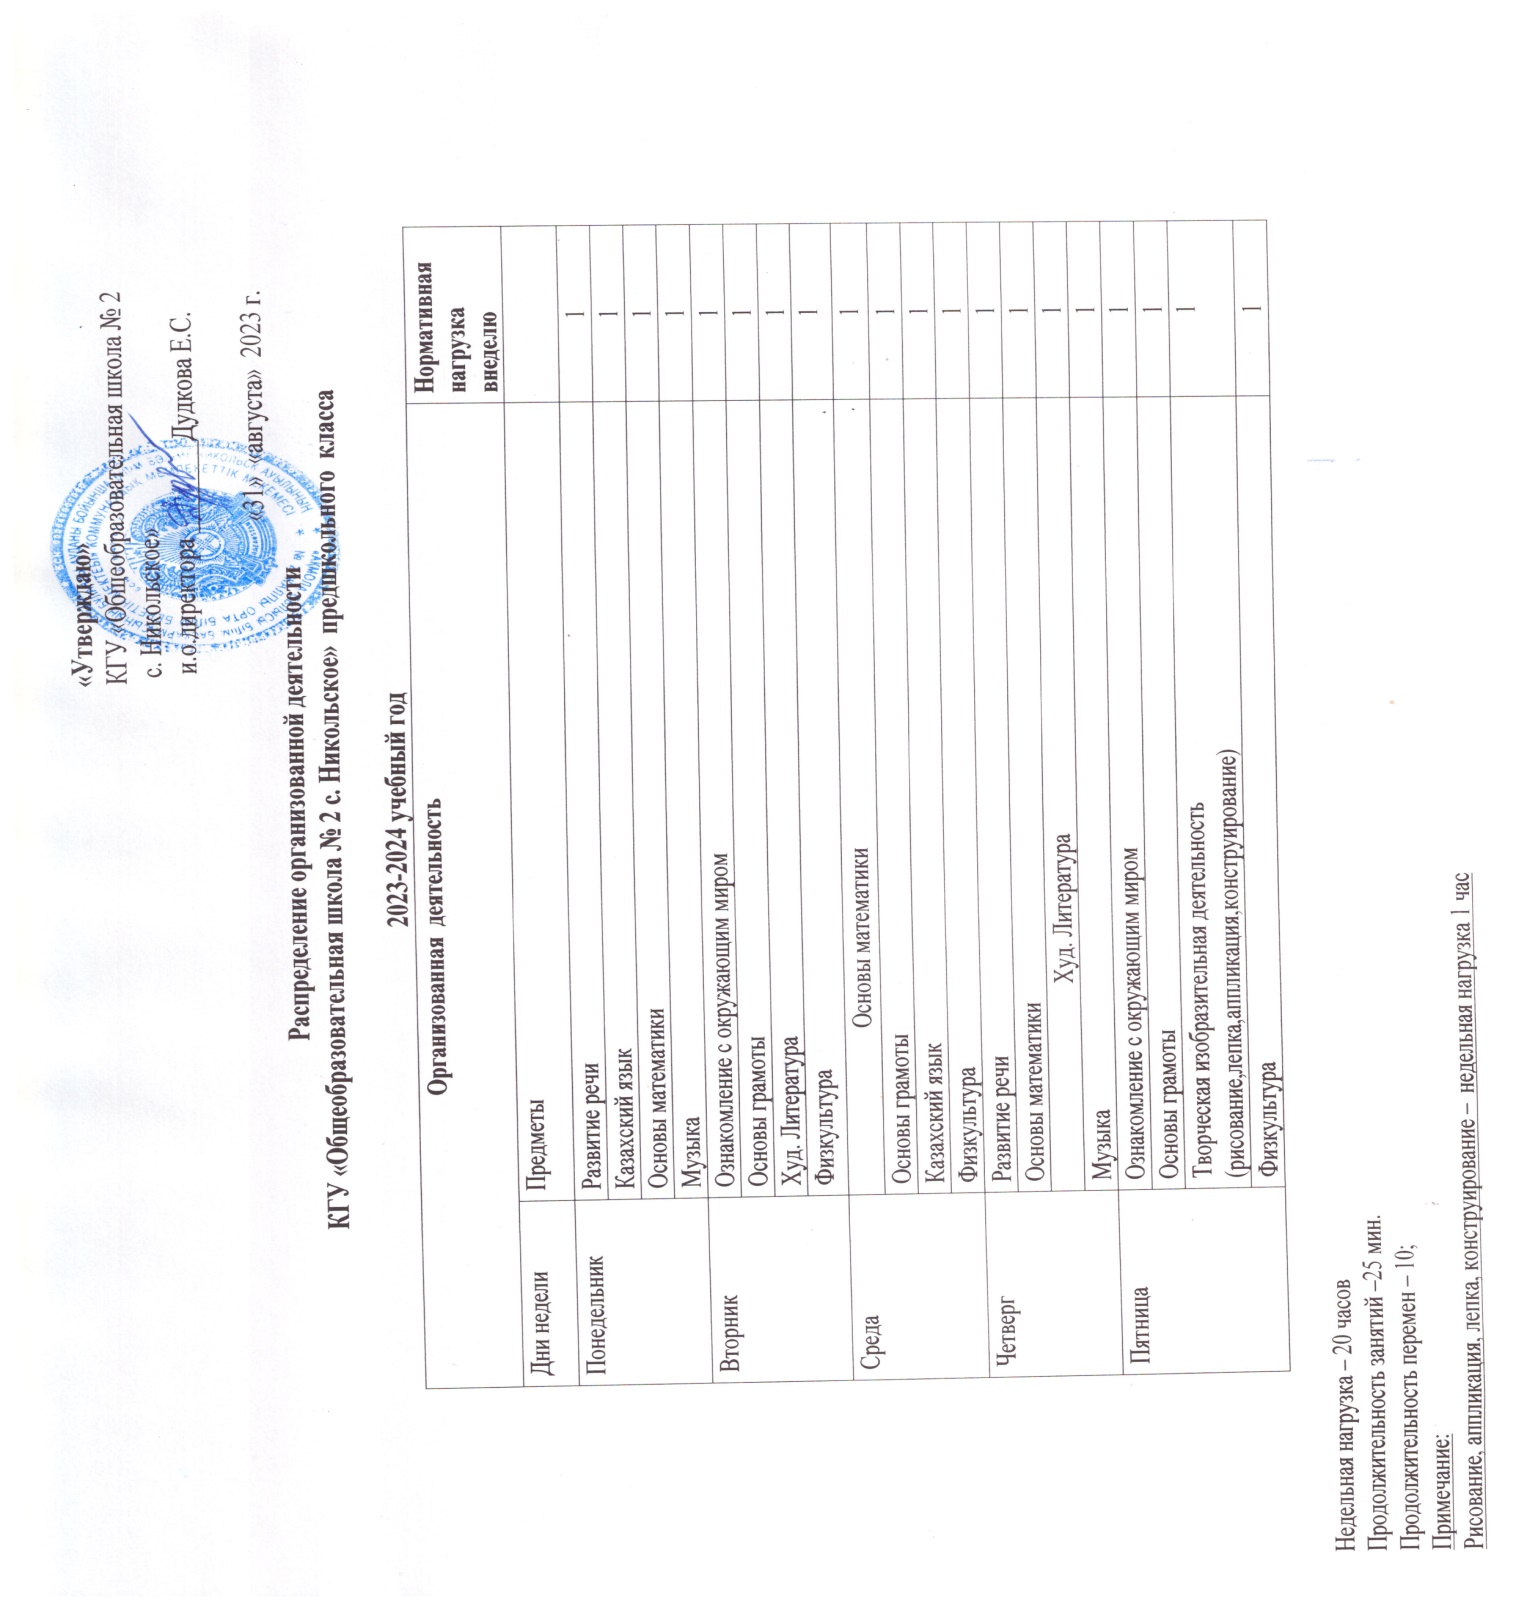 «Утверждаю»
КГУ «Общеобразовательная школа № 2
с. Никольское»
и.о.директора Дудкова Е.С.
«31» «августа» 2023 г.
Распределение организованной деятельности
КГУ «Общеобразовательная школа № 2 с. Никольское» предшкольного класса
2023-2024 учебный год
Организованная деятельность
Нормативная
нагрузка
внеделю
Дни недели Предметы
Понедельник Развитие речи 1
Казахский язык 1
Основы математики 1
Музыка 1
Вторник Ознакомление с окружающим миром 1
Основы грамоты 1
Худ. Литература 1
Физкультура 1
Среда Основы математики 1
Основы грамоты 1
Казахский язык 1
Физкультура 1
Четверг Развитие речи 1
Основы математики 1
Худ. Литература 1
Музыка 1
Пятница Ознакомление с окружающим миром 1
Основы грамоты 1
Творческая изобразительная деятельность 1
(рисование,лепка,аппликация,конструирование)
Физкультура 1
Недельная нагрузка – 20 часов
Продолжительность занятий –25 мин.
Продолжительность перемен – 10;
Примечание:
Рисование, аппликация, лепка, конструирование – недельная нагрузка 1 час